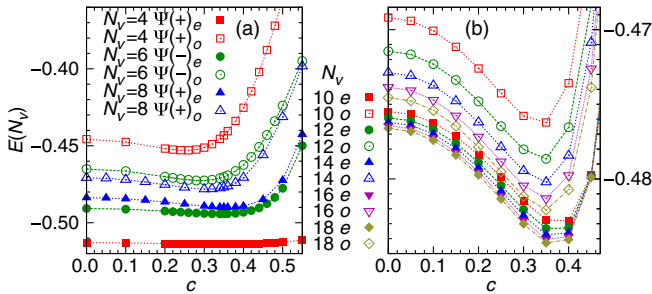 (a)
N_v=4 Ψ(+)_e
N_v=4 Ψ(+)_o
N_v=6 Ψ(−)_e
N_v=6 Ψ(−)_o
N_v=8 Ψ(+)_e
N_v=8 Ψ(+)_o
E(N_v)
−0.40
−0.45
−0.50
0.0 0.1 0.2 0.3 0.4 0.5
c
N_v
10 e
10 o
12 e
12 o
14 e
14 o
16 e
16 o
18 e
18 o
(b)
−0.47
−0.48
0.0 0.1 0.2 0.3 0.4
c